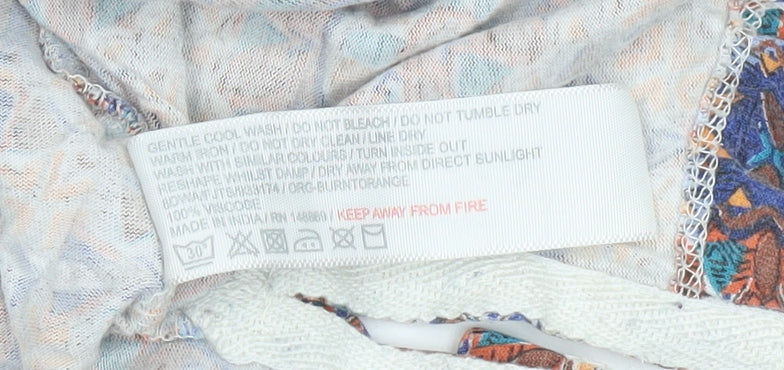 GENTLE COOL WASH / DO NOT BLEACH / DO NOT TUMBLE DRY
WARM IRON / DO NOT DRY CLEAN / LINE DRY
WASH WITH SIMILAR COLOURS / TURN INSIDE OUT
RESHAPE WHILST DAMP / DRY AWAY FROM DIRECT SUNLIGHT
/ ORG-BURNTORANGE
100% VISCOSE
MADE IN INDIA / RN / KEEP AWAY FROM FIRE
30°